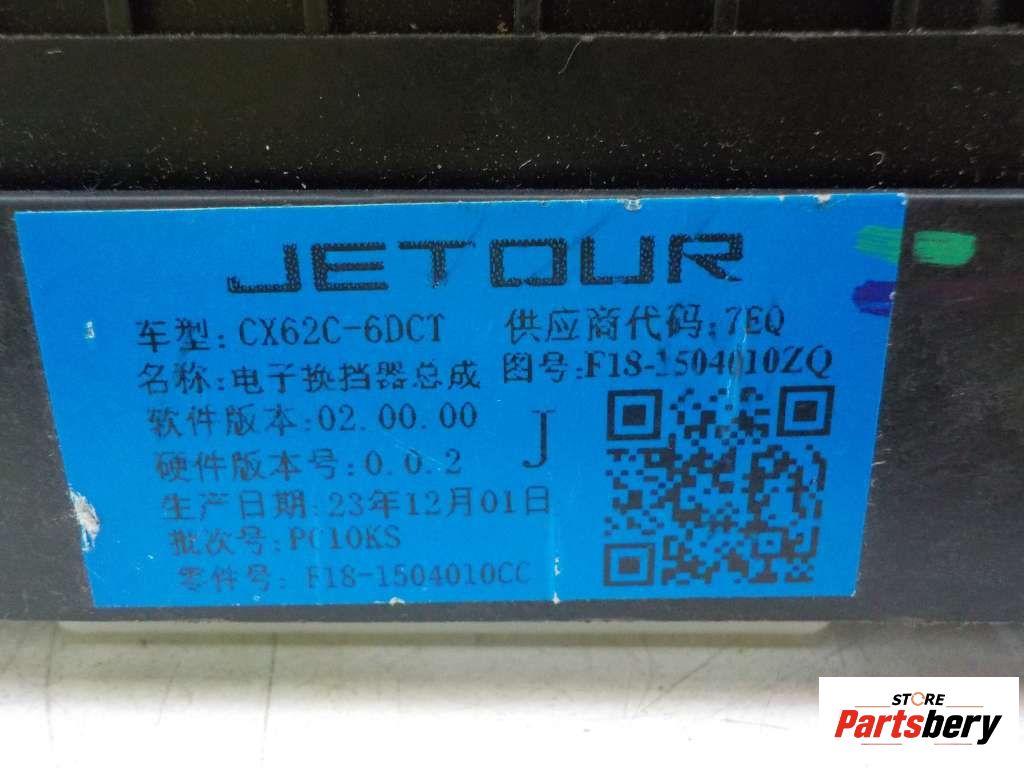 JETOUR
车型:CX62C-6DCT 供应商代码:7EQ
名称:电子换挡器总成 图号:F18-1504010ZQ
软件版本:02.00.00 J
硬件版本号:0.0.2
生产日期:23年12月01日
批次号:PC10KS
零件号: F18-1504010CC
STORE
Partsbery